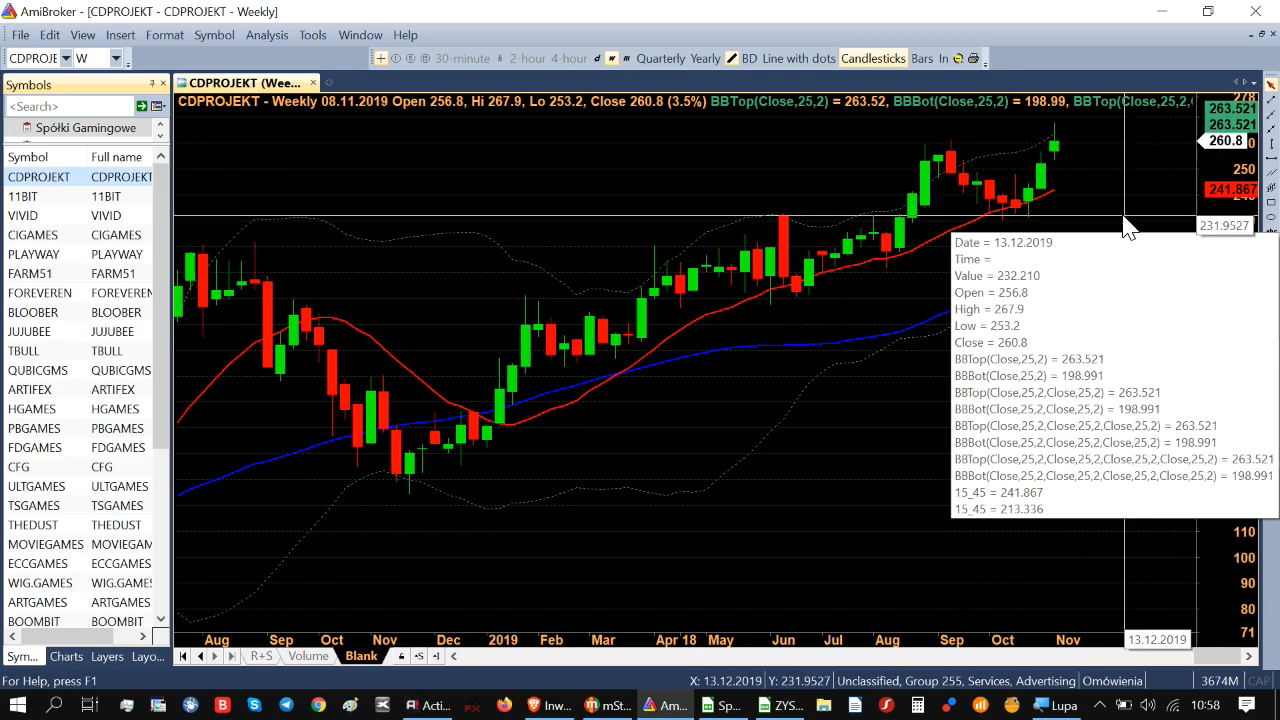 AmiBroker - [CDPROJEKT - CDPROJEKT - Weekly]
File Edit View Insert Format Symbol Analysis Tools Window Help
CDPROJE W 30-minute 2-hour 4-hour d w m Quarterly Yearly BD Line with dots Candlesticks Bars In
Symbols
CDPROJEKT (Wee...
<Search>
CDPROJEKT - Weekly 08.11.2019 Open 256.8, Hi 267.9, Lo 253.2, Close 260.8 (3.5%) BBTop(Close,25,2) = 263.52, BBBot(Close,25,2) = 198.99, BBTop(Close,25,2,
Spółki Gamingowe
Symbol Full name
CDPROJEKT CDPROJEKT
11BIT 11BIT
VIVID VIVID
CIGAMES CIGAMES
PLAYWAY PLAYWAY
FARM51 FARM51
FOREVEREN FOREVEREN
BLOOBER BLOOBER
JUJUBEE JUJUBEE
TBULL TBULL
QUBICGMS QUBICGMS
ARTIFEX ARTIFEX
HGAMES HGAMES
PBGAMES PBGAMES
FDGAMES FDGAMES
CFG CFG
ULTGAMES ULTGAMES
TSGAMES TSGAMES
THEDUST THEDUST
MOVIEGAMES MOVIEGAMES
ECCGAMES ECCGAMES
WIG.GAMES WIG.GAMES
ARTGAMES ARTGAMES
BOOMBIT BOOMBIT
263.521
263.521
260.8
250
241.867
231.9527
Date = 13.12.2019
Time =
Value = 232.210
Open = 256.8
High = 267.9
Low = 253.2
Close = 260.8
BBTop(Close,25,2) = 263.521
BBBot(Close,25,2) = 198.991
BBTop(Close,25,2,Close,25,2) = 263.521
BBBot(Close,25,2,Close,25,2) = 198.991
BBTop(Close,25,2,Close,25,2,Close,25,2) = 263.521
BBBot(Close,25,2,Close,25,2,Close,25,2) = 198.991
BBTop(Close,25,2,Close,25,2,Close,25,2,Close,25,2) = 263.521
BBBot(Close,25,2,Close,25,2,Close,25,2,Close,25,2) = 198.991
15_45 = 241.867
15_45 = 213.336
110
100
90
80
71
Aug Sep Oct Nov Dec 2019 Feb Mar Apr 18 May Jun Jul Aug Sep Oct Nov 13.12.2019
Sym... Charts Layers Layo... R+S Volume Blank
For Help, press F1 X: 13.12.2019 Y: 231.9527 Unclassified, Group 255, Services, Advertising Omówienia 3674M CAP
Acti... Inw... mSt... Am... Sp... ZYS... Lupa 10:58